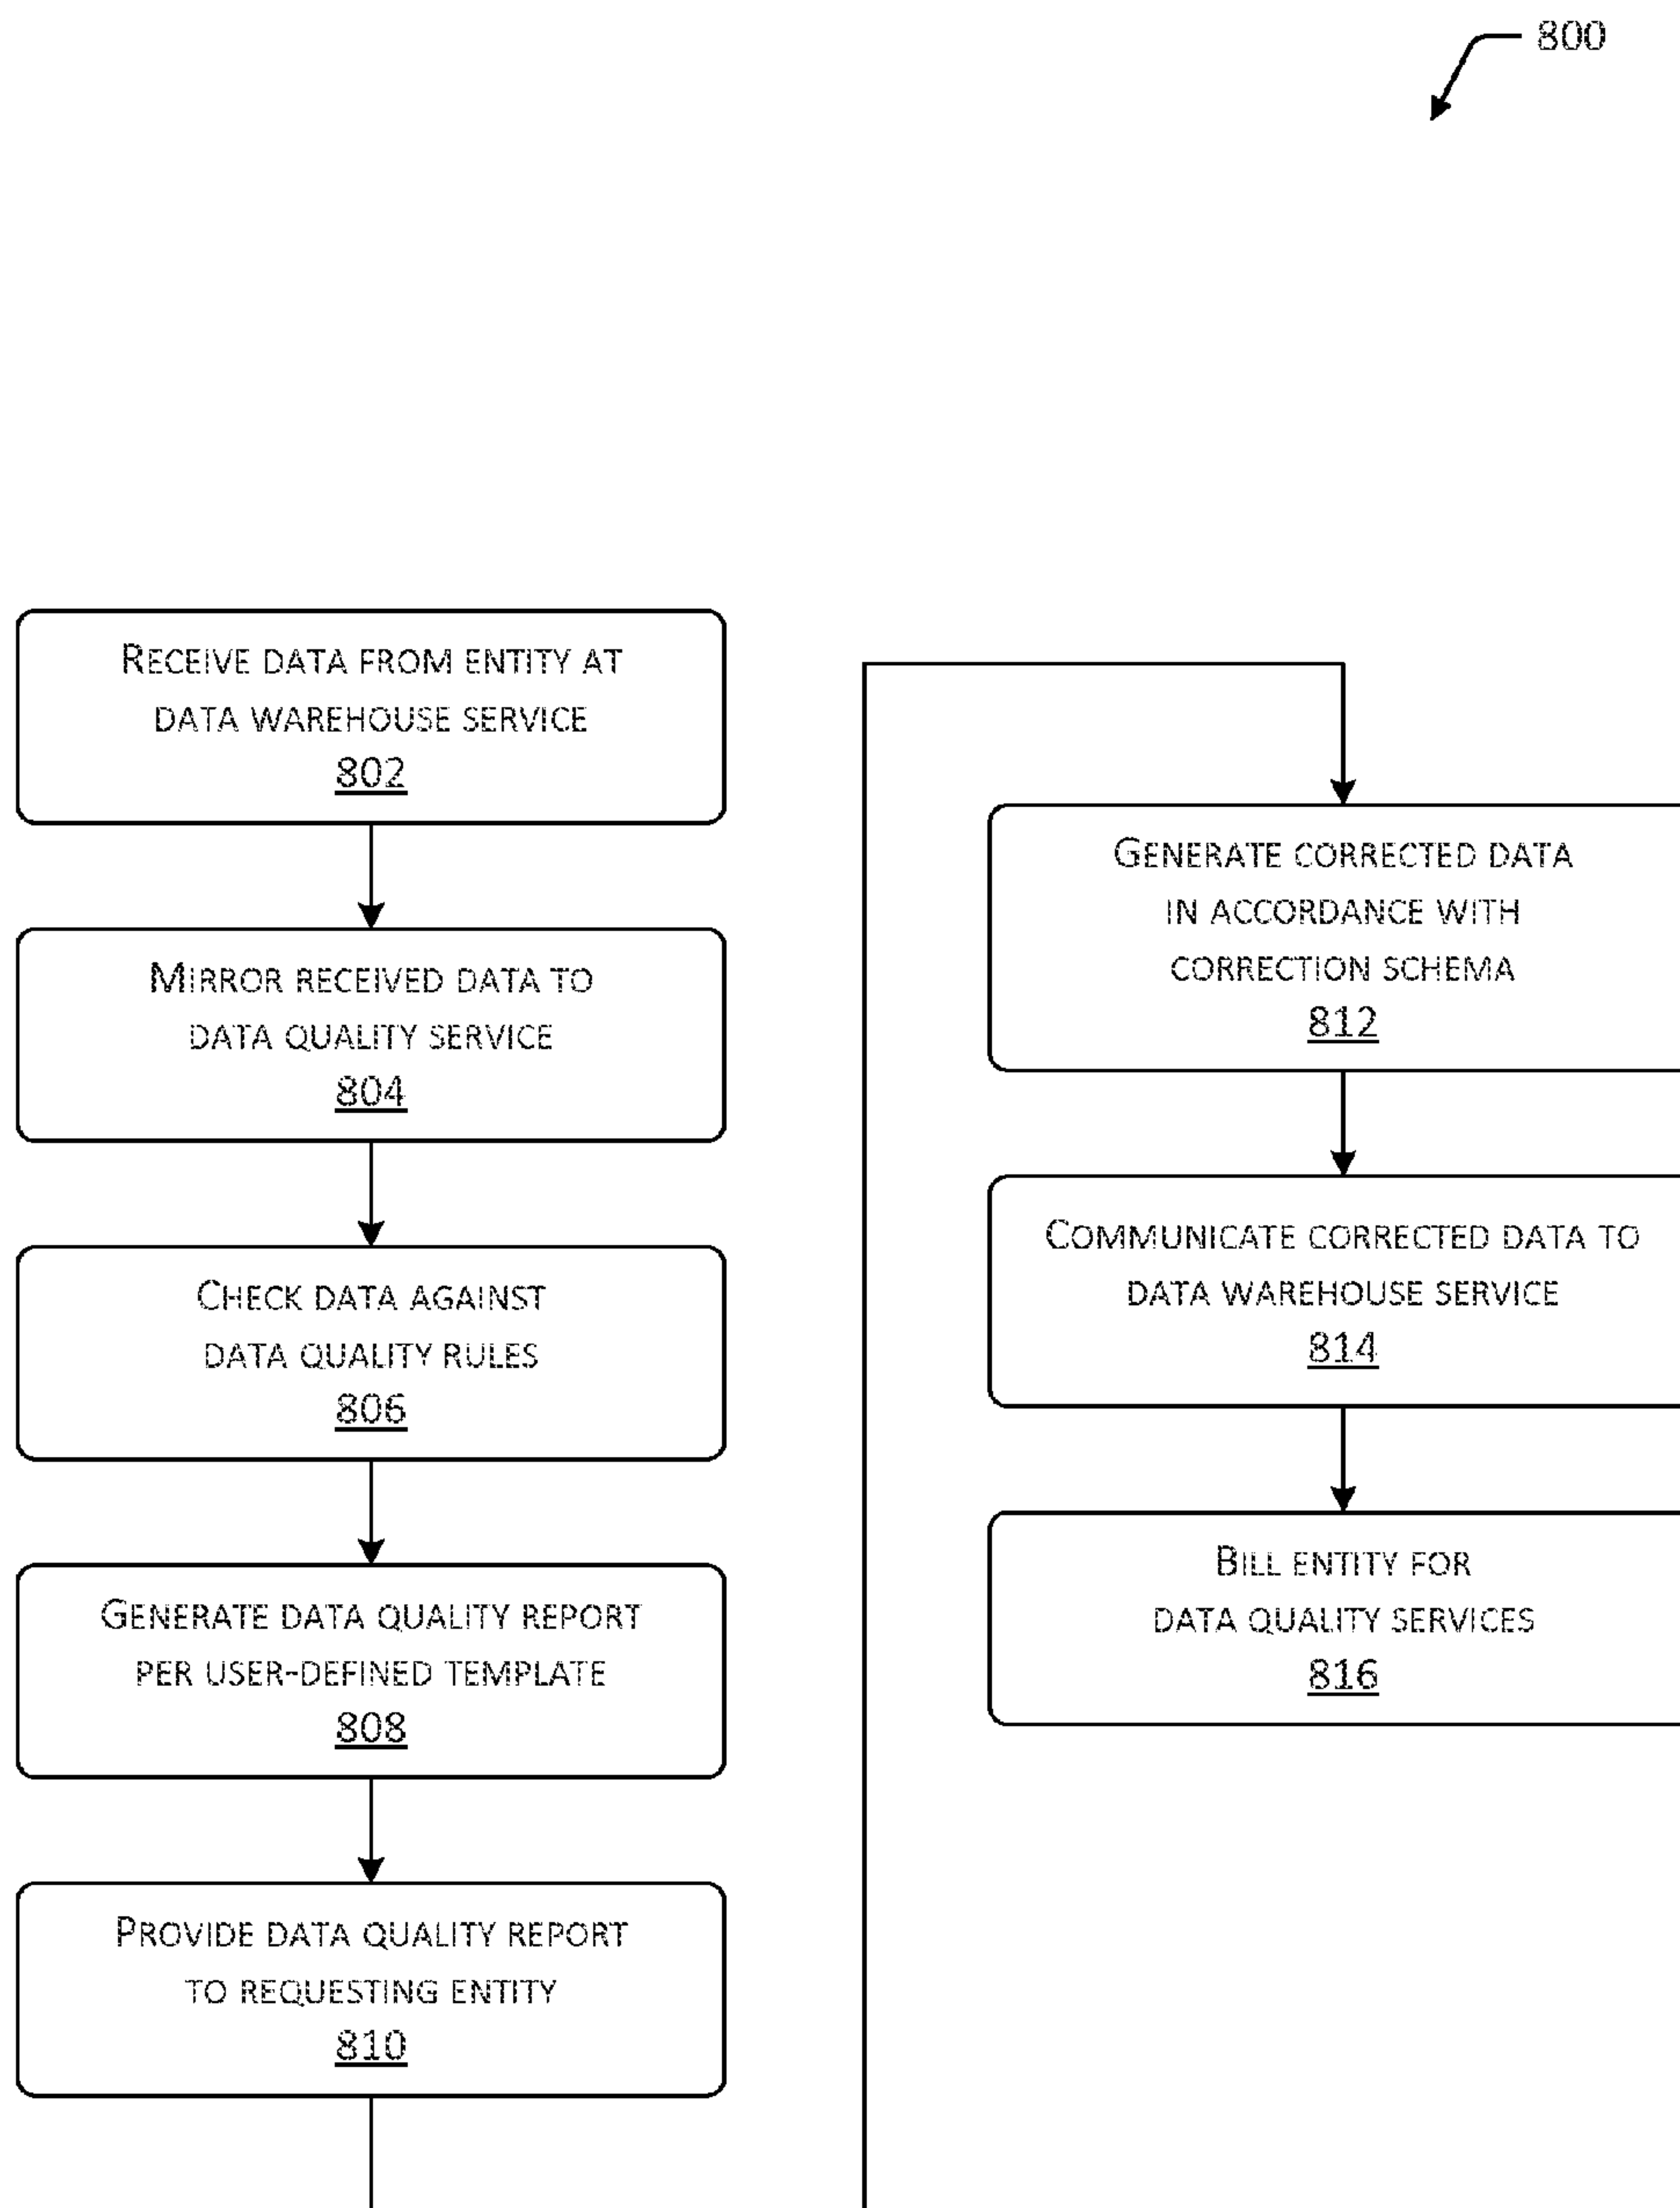 800
Receive data from entity at
data warehouse service
802
Mirror received data to
data quality service
804
Check data against
data quality rules
806
Generate data quality report
per user-defined template
808
Provide data quality report
to requesting entity
810
Generate corrected data
in accordance with
correction schema
812
Communicate corrected data to
data warehouse service
814
Bill entity for
data quality services
816